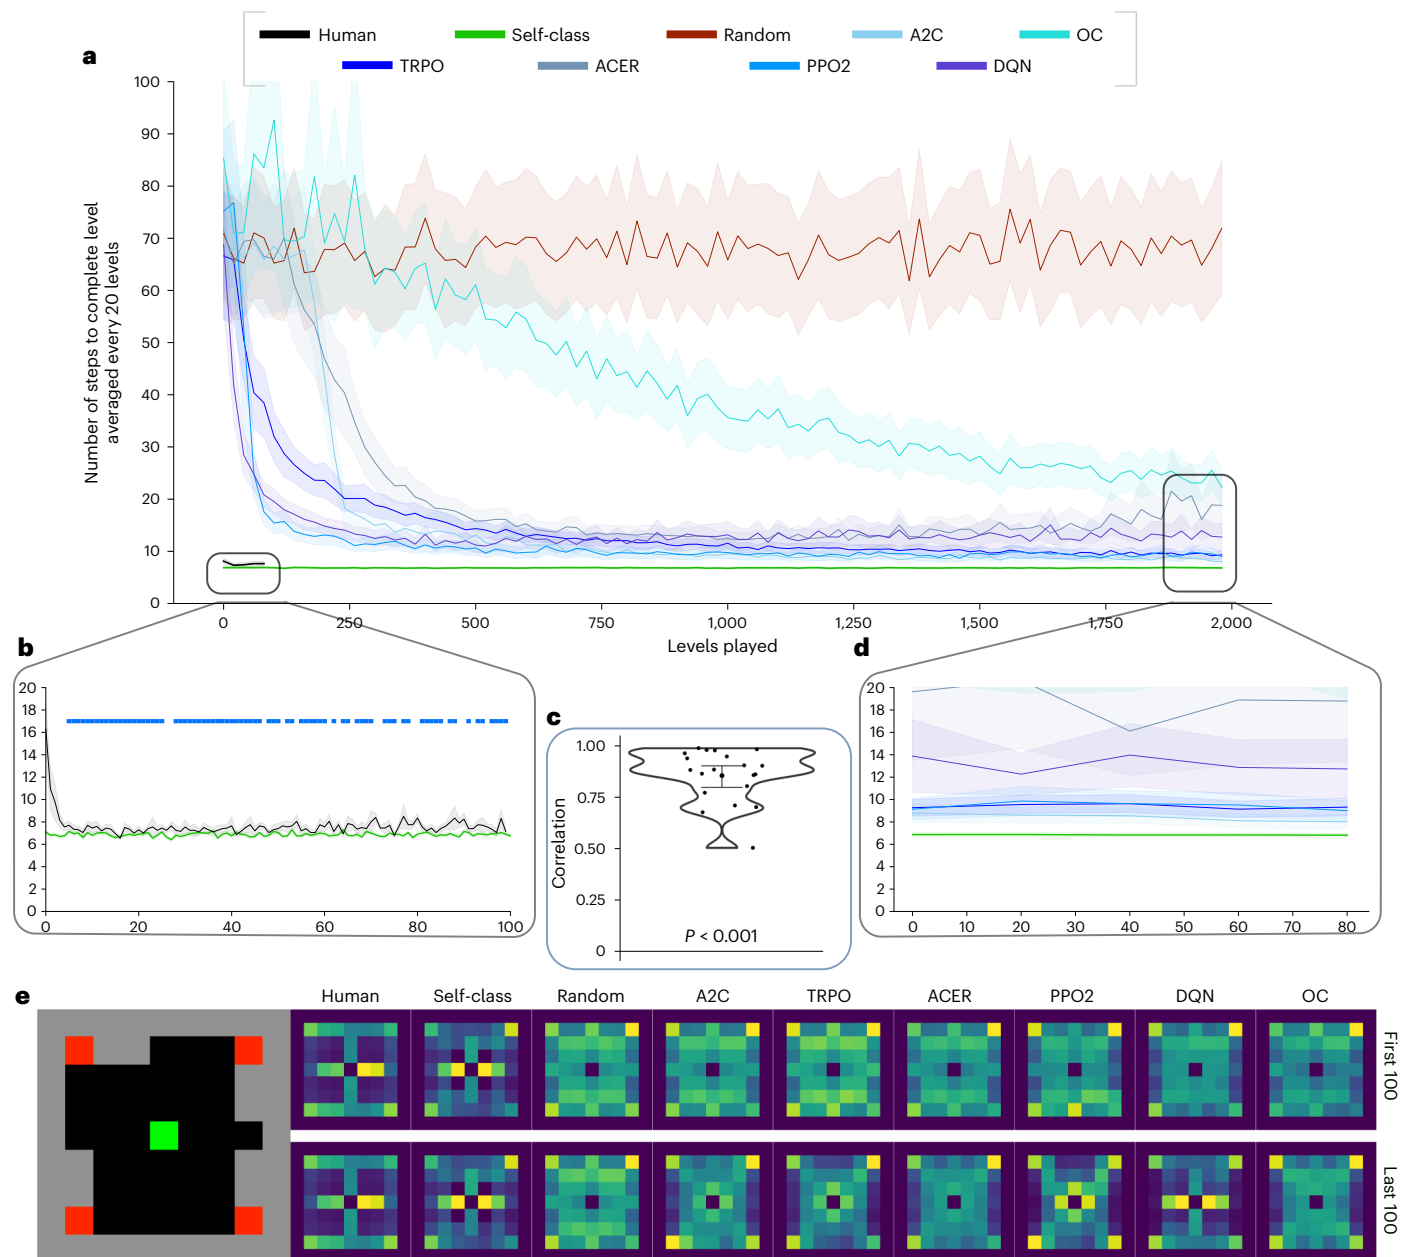 Human Self-class Random A2C OC
TRPO ACER PPO2 DQN
a
Number of steps to complete level
averaged every 20 levels
100
90
80
70
60
50
40
30
20
10
0
0 250 500 750 1,000 1,250 1,500 1,750 2,000
Levels played
b
20
18
16
14
12
10
8
6
4
2
0
0 20 40 60 80 100
c
Correlation
1.00
0.75
0.50
0.25
0
P < 0.001
d
20
18
16
14
12
10
8
6
4
2
0
0 10 20 30 40 50 60 70 80
e
Human Self-class Random A2C TRPO ACER PPO2 DQN OC
First 100
Last 100